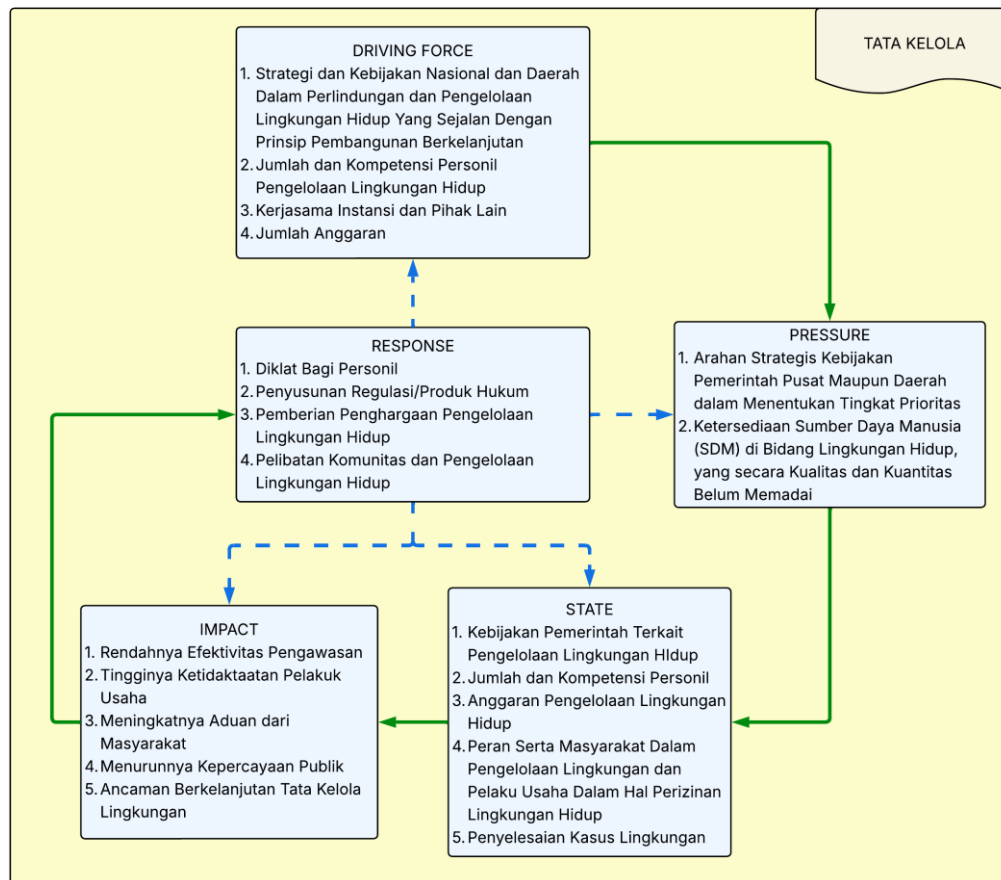 TATA KELOLA
DRIVING FORCE
1. Strategi dan Kebijakan Nasional dan Daerah
Dalam Perlindungan dan Pengelolaan
Lingkungan Hidup Yang Sejalan Dengan
Prinsip Pembangunan Berkelanjutan
2. Jumlah dan Kompetensi Personil
Pengelolaan Lingkungan Hidup
3. Kerjasama Instansi dan Pihak Lain
4. Jumlah Anggaran
RESPONSE
1. Diklat Bagi Personil
2. Penyusunan Regulasi/Produk Hukum
3. Pemberian Penghargaan Pengelolaan
Lingkungan Hidup
4. Pelibatan Komunitas dan Pengelolaan
Lingkungan Hidup
PRESSURE
1. Arahan Strategis Kebijakan
Pemerintah Pusat Maupun Daerah
dalam Menentukan Tingkat Prioritas
2. Ketersediaan Sumber Daya Manusia
(SDM) di Bidang Lingkungan Hidup,
yang secara Kualitas dan Kuantitas
Belum Memadai
IMPACT
1. Rendahnya Efektivitas Pengawasan
2. Tingginya Ketidaktaatan Pelakuk
Usaha
3. Meningkatnya Aduan dari
Masyarakat
4. Menurunnya Kepercayaan Publik
5. Ancaman Berkelanjutan Tata Kelola
Lingkungan
STATE
1. Kebijakan Pemerintah Terkait
Pengelolaan Lingkungan HIdup
2. Jumlah dan Kompetensi Personil
3. Anggaran Pengelolaan Lingkungan
Hidup
4. Peran Serta Masyarakat Dalam
Pengelolaan Lingkungan dan
Pelaku Usaha Dalam Hal Perizinan
Lingkungan Hidup
5. Penyelesaian Kasus Lingkungan